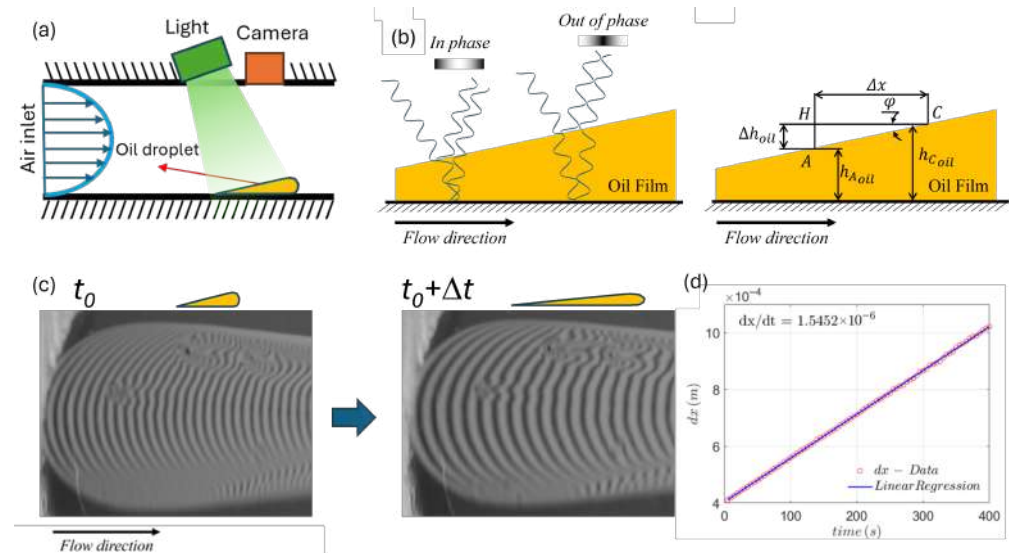 (a)
Light
Camera
Air inlet
Oil droplet
(b)
In phase
Out of phase
Oil Film
Flow direction
Δx
H
φ
C
Δh_oil
A
h_A_oil
h_C_oil
Oil Film
Flow direction
(c)
t₀
t₀+Δt
Flow direction
(d)
×10⁻⁴
dx/dt = 1.5452×10⁻⁶
10
8
6
4
dx (m)
dx − Data
Linear Regression
0
100
200
300
400
time (s)